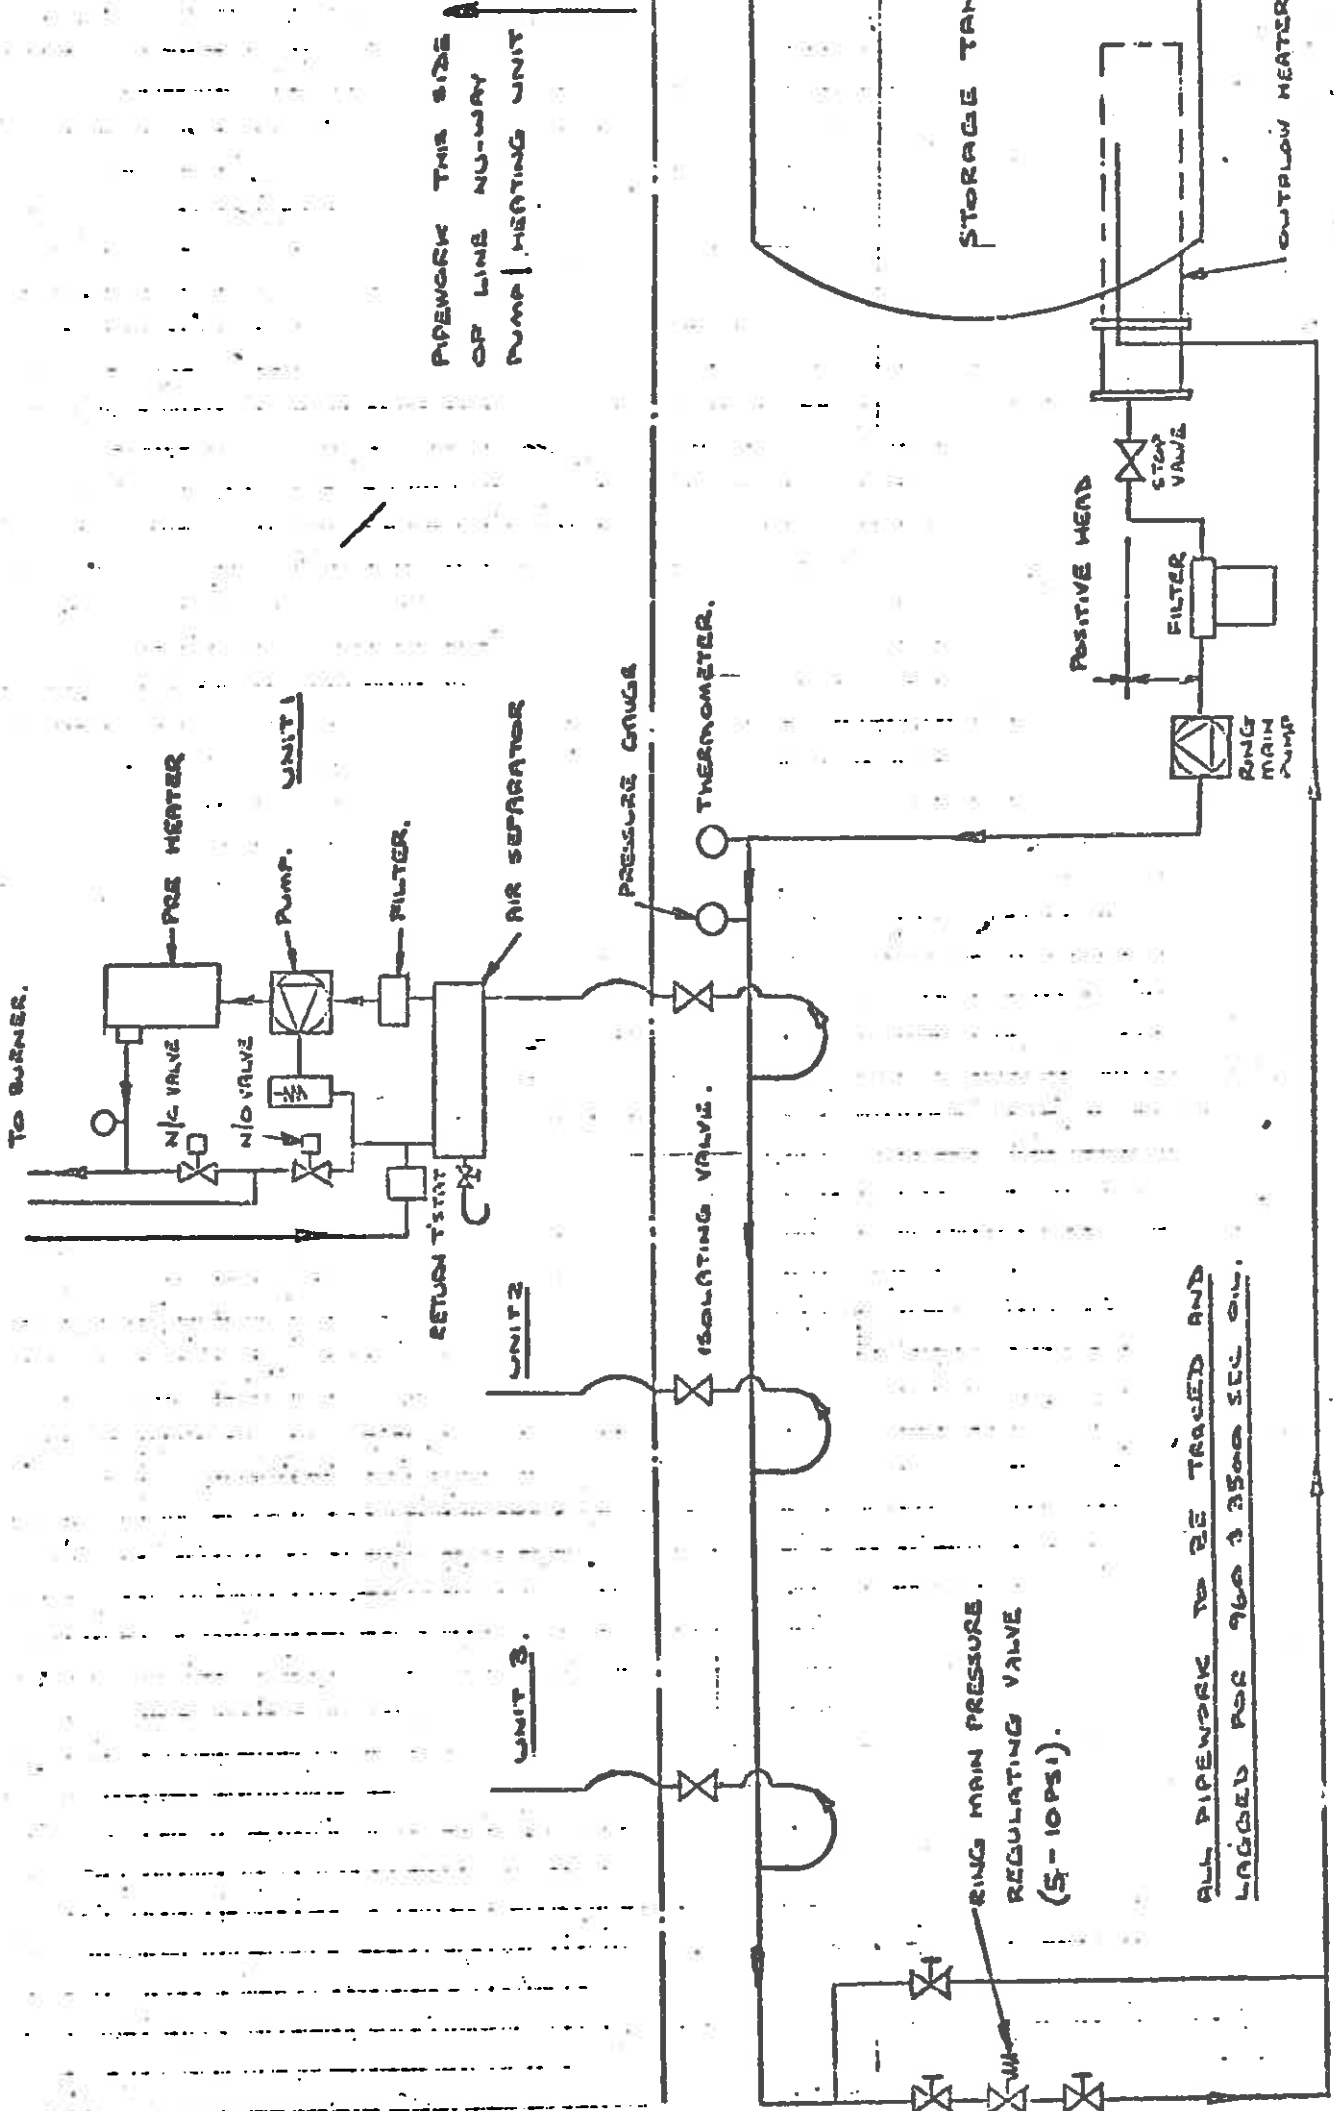 TO BURNER.
PRE HEATER
N/C VALVE
N/O VALVE
PUMP.
UNIT 1
FILTER.
RETURN T'STAT
AIR SEPARATOR
PIPEWORK THIS SIDE
OF LINE NU-WAY
PUMP / HEATING UNIT
UNIT 2
UNIT 3.
PRESSURE GAUGE
THERMOMETER.
ISOLATING VALVE.
STORAGE TAN
POSITIVE HEAD
STOP
VALVE
FILTER
RING
MAIN
PUMP
OUTFLOW HEATER
RING MAIN PRESSURE
REGULATING VALVE
(5-10 PSI).
ALL PIPEWORK TO BE TRACED AND
LAGGED FOR 960 & 3500 SEC OIL.